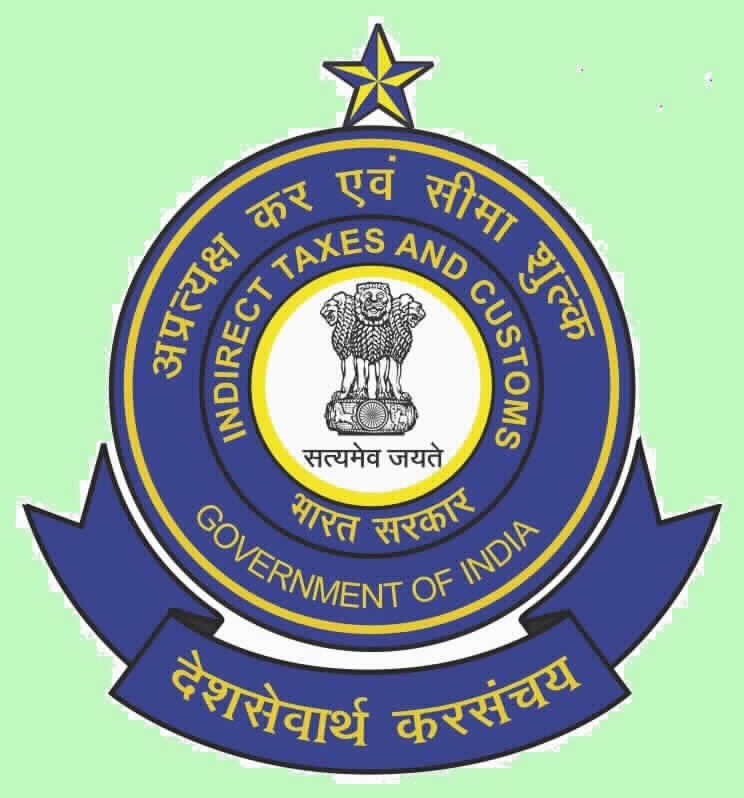 अप्रत्यक्ष कर एवं सीमा शुल्क
INDIRECT TAXES AND CUSTOMS
सत्यमेव जयते
भारत सरकार
GOVERNMENT OF INDIA
देशसेवार्थ करसंचय